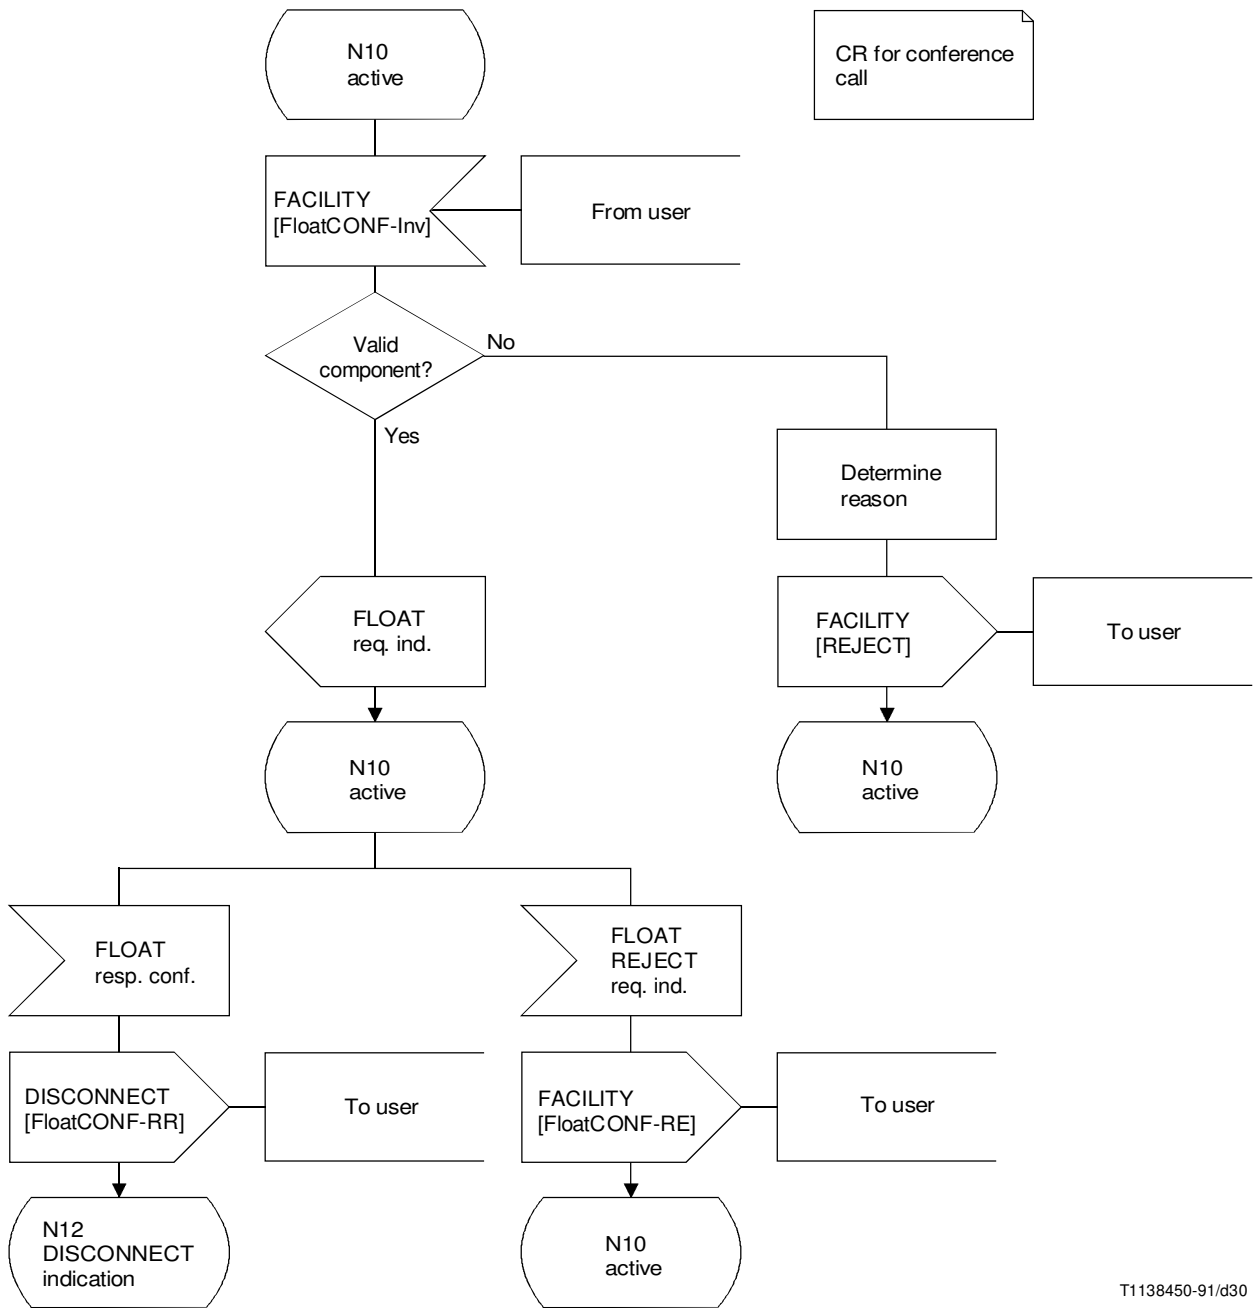 N10
active
CR for conference
call
FACILITY
[FloatCONF-Inv]
From user
Valid
component?
No
Yes
Determine
reason
FLOAT
req. ind.
FACILITY
[REJECT]
To user
N10
active
N10
active
FLOAT
resp. conf.
FLOAT
REJECT
req. ind.
DISCONNECT
[FloatCONF-RR]
To user
FACILITY
[FloatCONF-RE]
To user
N12
DISCONNECT
indication
N10
active
T1138450-91/d30